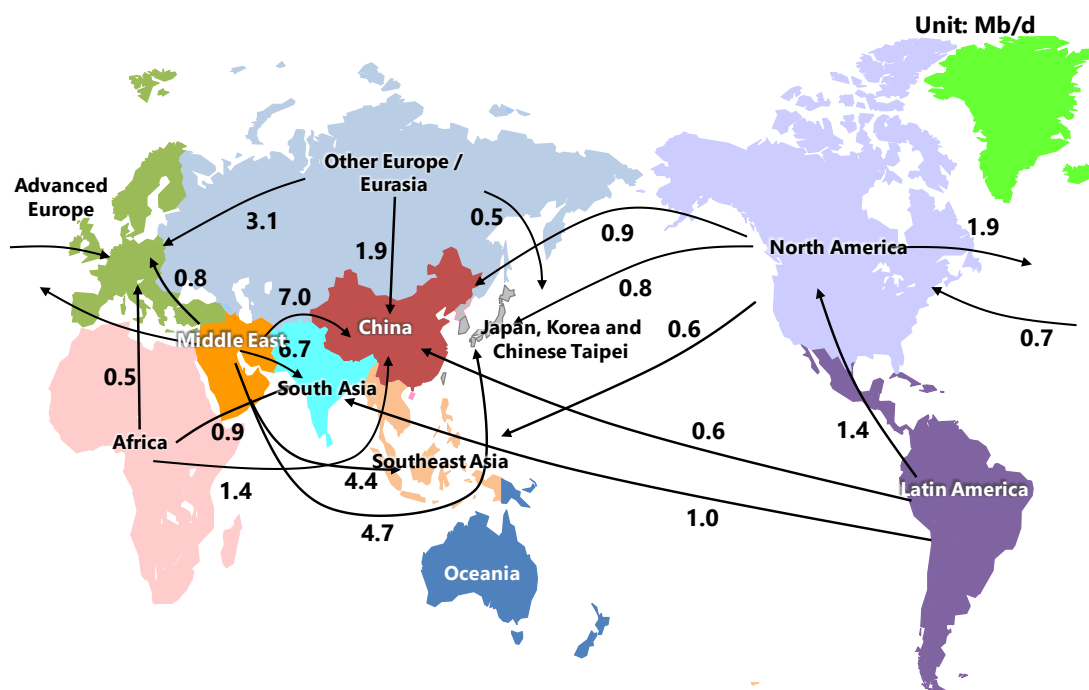 Unit: Mb/d
Other Europe /
Eurasia
Advanced
Europe
3.1
0.5
1.9
0.9
North America
1.9
0.8
7.0
0.8
China
Middle East
6.7
Japan, Korea and
Chinese Taipei
0.6
0.7
0.5
South Asia
Africa
0.9
Southeast Asia
0.6
1.4
1.4
4.4
Latin America
4.7
1.0
Oceania